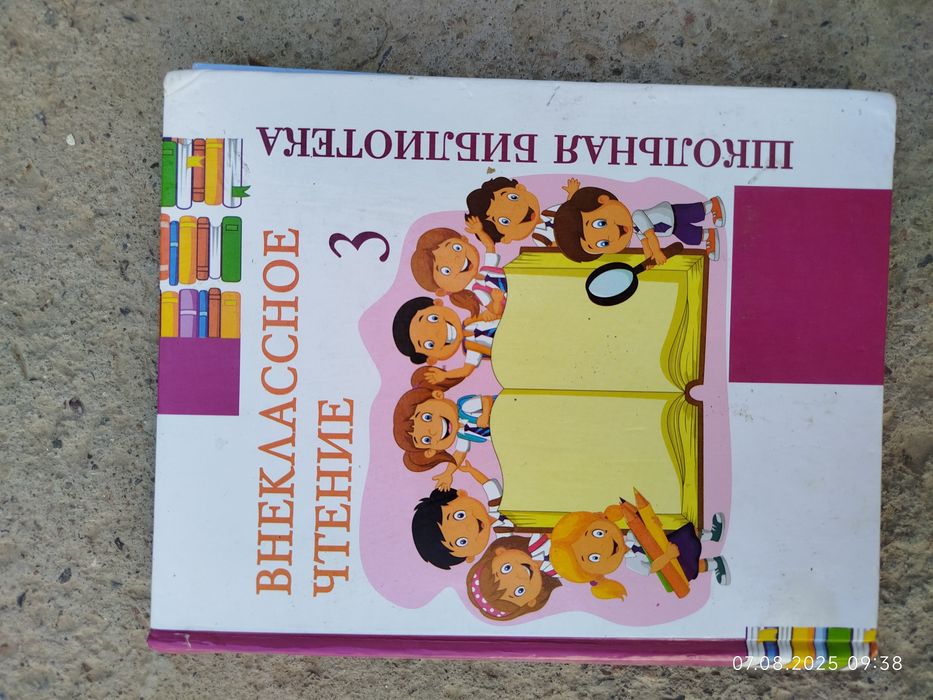 ШКОЛЬНАЯ БИБЛИОТЕКА
ВНЕКЛАССНОЕ
ЧТЕНИЕ 3
07.08.2025 09:38